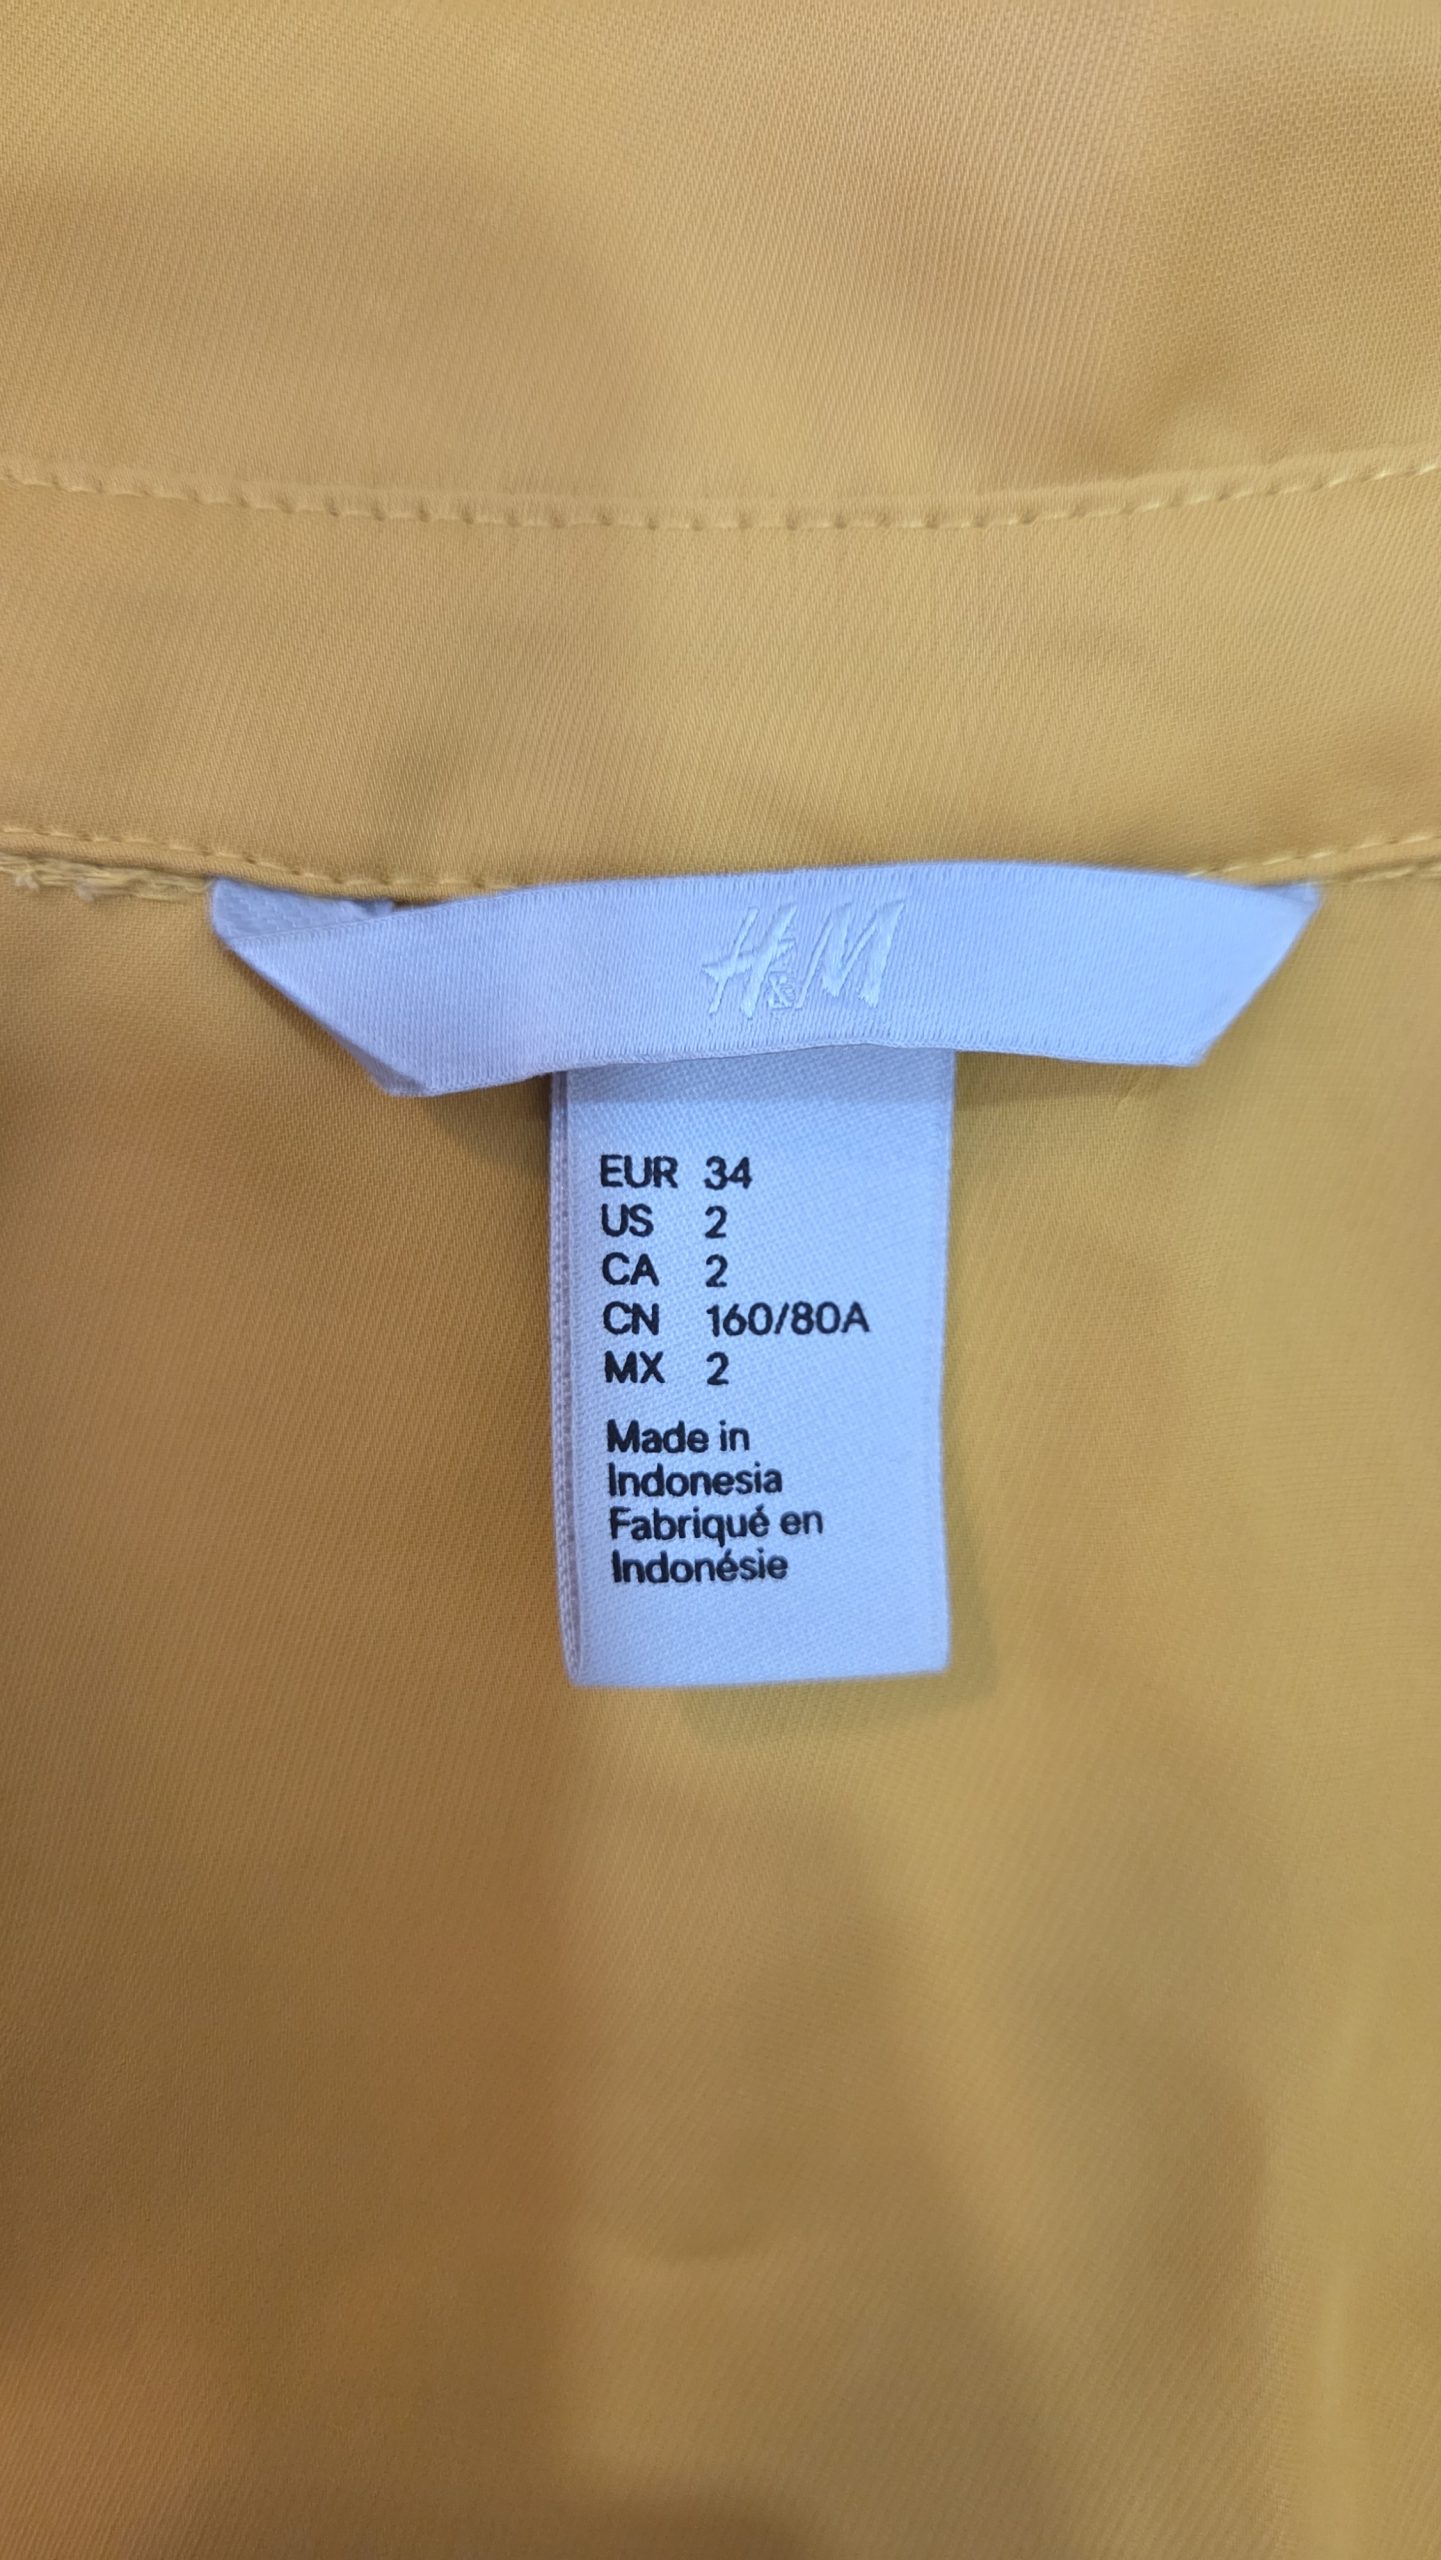 H&M
EUR 34
US 2
CA 2
CN 160/80A
MX 2
Made in
Indonesia
Fabriqué en
Indonésie